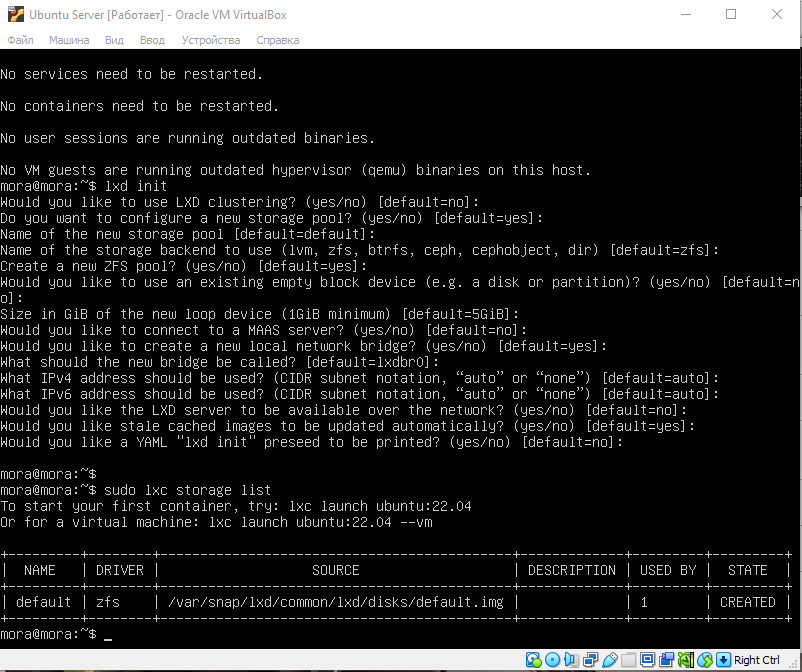 Ubuntu Server [Работает] - Oracle VM VirtualBox
Файл Машина Вид Ввод Устройства Справка
No services need to be restarted.
No containers need to be restarted.
No user sessions are running outdated binaries.
No VM guests are running outdated hypervisor (qemu) binaries on this host.
mora@mora:~$ lxd init
Would you like to use LXD clustering? (yes/no) [default=no]:
Do you want to configure a new storage pool? (yes/no) [default=yes]:
Name of the new storage pool [default=default]:
Name of the storage backend to use (lvm, zfs, btrfs, ceph, cephobject, dir) [default=zfs]:
Create a new ZFS pool? (yes/no) [default=yes]:
Would you like to use an existing empty block device (e.g. a disk or partition)? (yes/no) [default=n
o]:
Size in GiB of the new loop device (1GiB minimum) [default=5GiB]:
Would you like to connect to a MAAS server? (yes/no) [default=no]:
Would you like to create a new local network bridge? (yes/no) [default=yes]:
What should the new bridge be called? [default=lxdbr0]:
What IPv4 address should be used? (CIDR subnet notation, “auto” or “none”) [default=auto]:
What IPv6 address should be used? (CIDR subnet notation, “auto” or “none”) [default=auto]:
Would you like the LXD server to be available over the network? (yes/no) [default=no]:
Would you like stale cached images to be updated automatically? (yes/no) [default=yes]:
Would you like a YAML "lxd init" preseed to be printed? (yes/no) [default=no]:
mora@mora:~$
mora@mora:~$ sudo lxc storage list
To start your first container, try: lxc launch ubuntu:22.04
Or for a virtual machine: lxc launch ubuntu:22.04 --vm
+---------+--------+--------------------------------------------+-------------+---------+---------+
| NAME | DRIVER | SOURCE | DESCRIPTION | USED BY | STATE |
+---------+--------+--------------------------------------------+-------------+---------+---------+
| default | zfs | /var/snap/lxd/common/lxd/disks/default.img | | 1 | CREATED |
+---------+--------+--------------------------------------------+-------------+---------+---------+
mora@mora:~$ _
Right Ctrl